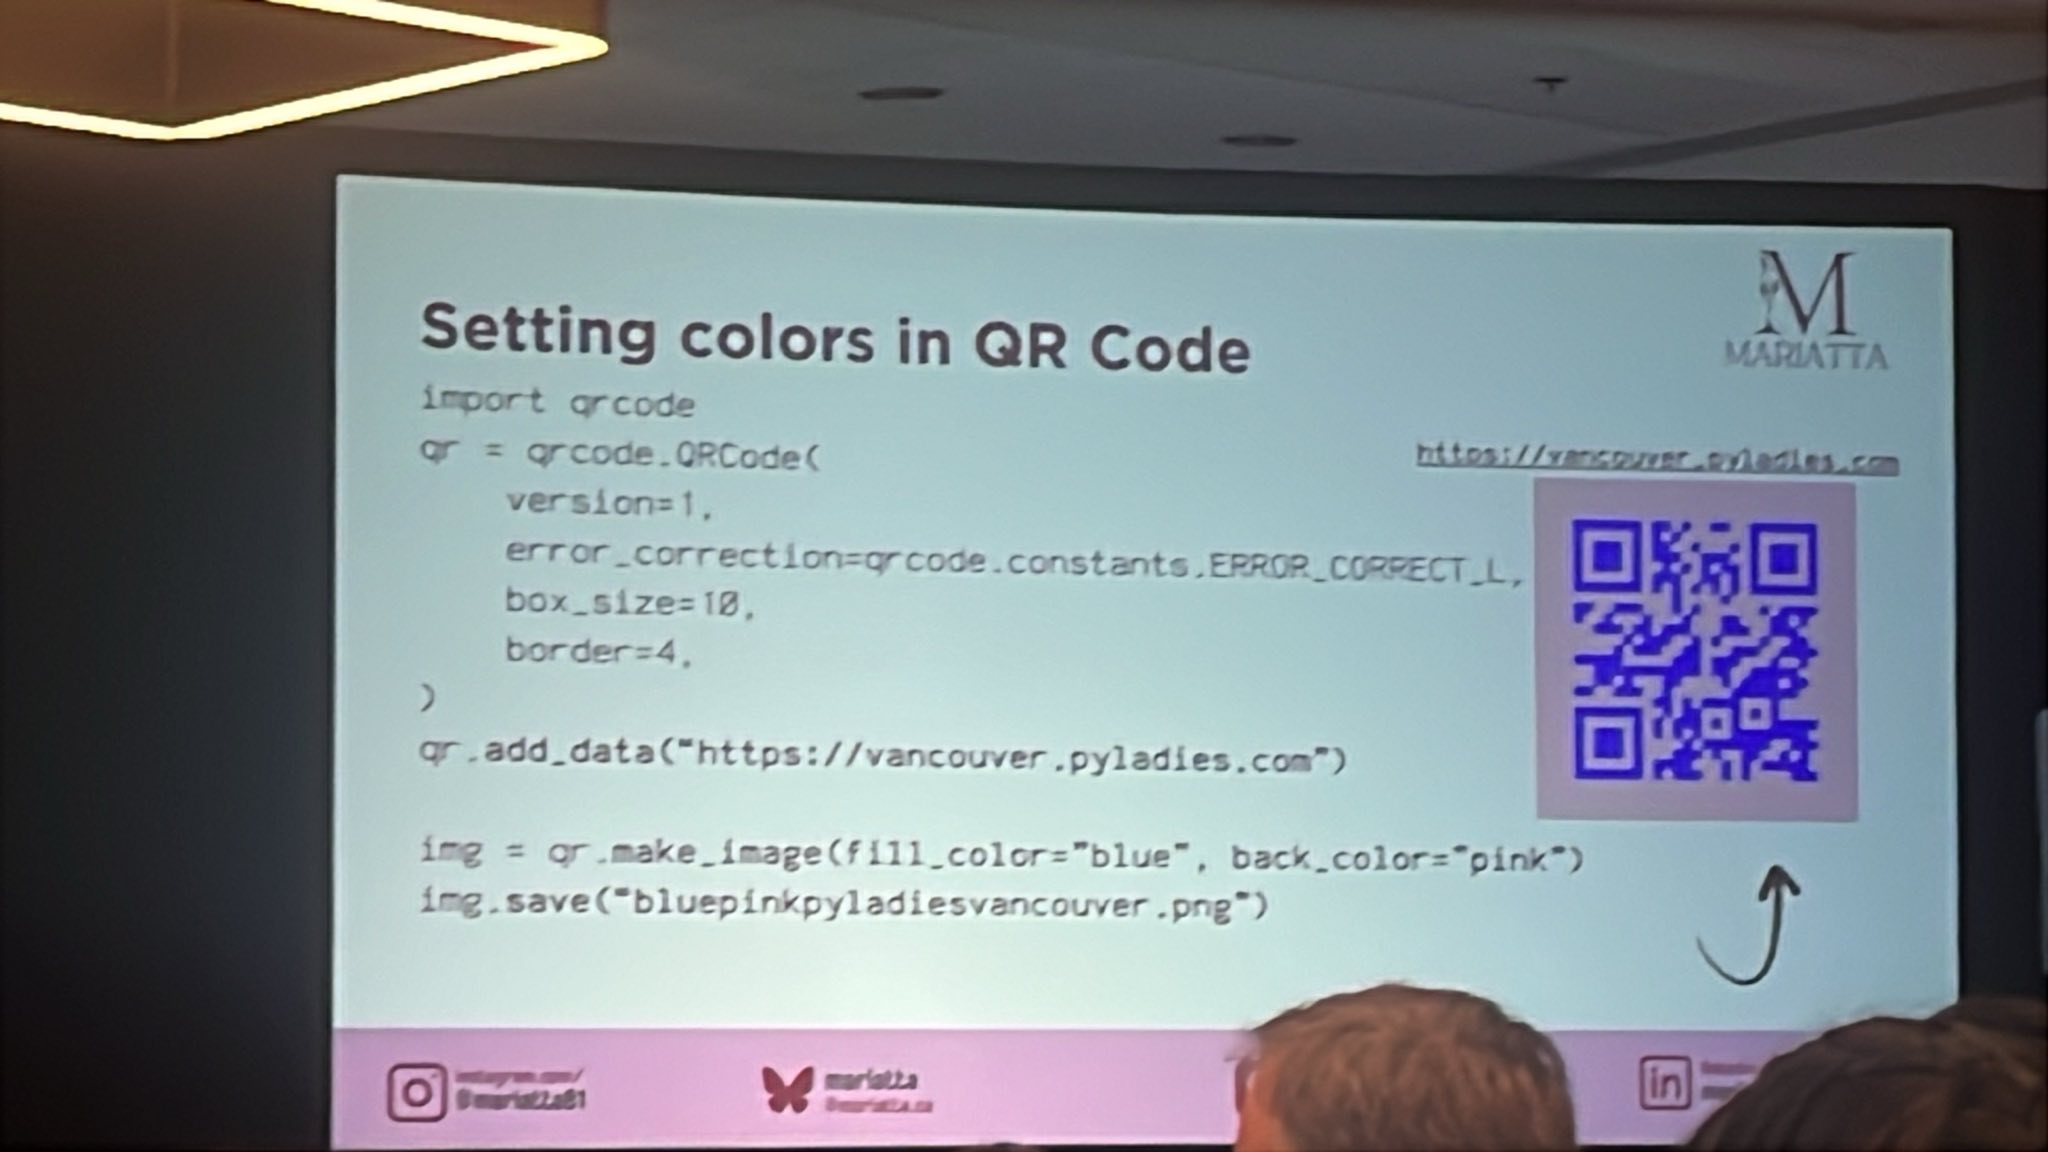 Setting colors in QR Code
M
MARIATTA
import qrcode
qr = qrcode.QRCode(
    version=1,
    error_correction=qrcode.constants.ERROR_CORRECT_L,
    box_size=10,
    border=4,
)
qr.add_data("https://vancouver.pyladies.com")
img = qr.make_image(fill_color="blue", back_color="pink")
img.save("bluepinkpyladiesvancouver.png")
https://vancouver.pyladies.com
instagram.com/
@mariatta81
mariatta
@mariatta.ca
in